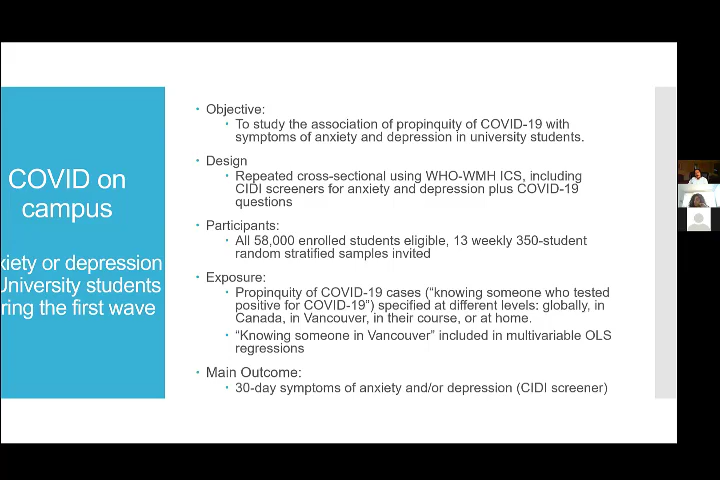 COVID on
campus
xiety or depression
University students
ring the first wave
Objective:
To study the association of propinquity of COVID-19 with
symptoms of anxiety and depression in university students.
Design
Repeated cross-sectional using WHO-WMH ICS, including
CIDI screeners for anxiety and depression plus COVID-19
questions
Participants:
All 58,000 enrolled students eligible, 13 weekly 350-student
random stratified samples invited
Exposure:
Propinquity of COVID-19 cases (“knowing someone who tested
positive for COVID-19”) specified at different levels: globally, in
Canada, in Vancouver, in their course, or at home.
“Knowing someone in Vancouver” included in multivariable OLS
regressions
Main Outcome:
30-day symptoms of anxiety and/or depression (CIDI screener)